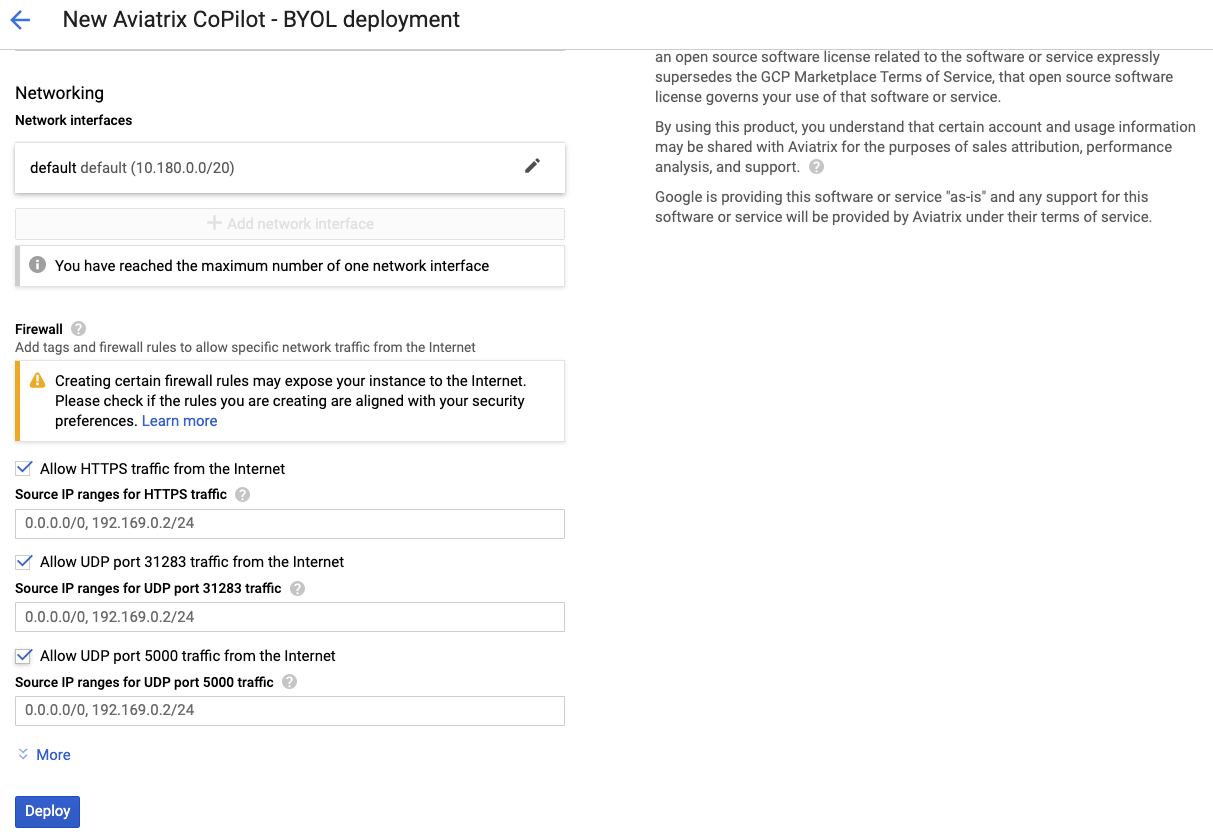 New Aviatrix CoPilot - BYOL deployment
Networking
Network interfaces
default default (10.180.0.0/20)
Add network interface
You have reached the maximum number of one network interface
Firewall
Add tags and firewall rules to allow specific network traffic from the Internet
Creating certain firewall rules may expose your instance to the Internet.
Please check if the rules you are creating are aligned with your security
preferences. Learn more
Allow HTTPS traffic from the Internet
Source IP ranges for HTTPS traffic
0.0.0.0/0, 192.169.0.2/24
Allow UDP port 31283 traffic from the Internet
Source IP ranges for UDP port 31283 traffic
0.0.0.0/0, 192.169.0.2/24
Allow UDP port 5000 traffic from the Internet
Source IP ranges for UDP port 5000 traffic
0.0.0.0/0, 192.169.0.2/24
More
Deploy
an open source software license related to the software or service expressly
supersedes the GCP Marketplace Terms of Service, that open source software
license governs your use of that software or service.
By using this product, you understand that certain account and usage information
may be shared with Aviatrix for the purposes of sales attribution, performance
analysis, and support.
Google is providing this software or service "as-is" and any support for this
software or service will be provided by Aviatrix under their terms of service.